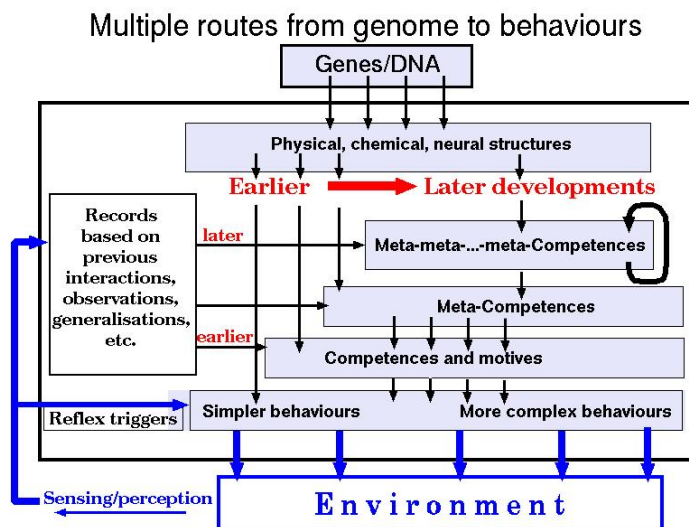 Multiple routes from genome to behaviours
Genes/DNA
Physical, chemical, neural structures
Earlier
Later developments
Records
based on
previous
interactions,
observations,
generalisations,
etc.
later
Meta-meta-...-meta-Competences
Meta-Competences
earlier
Competences and motives
Reflex triggers
Simpler behaviours
More complex behaviours
Sensing/perception
Environment